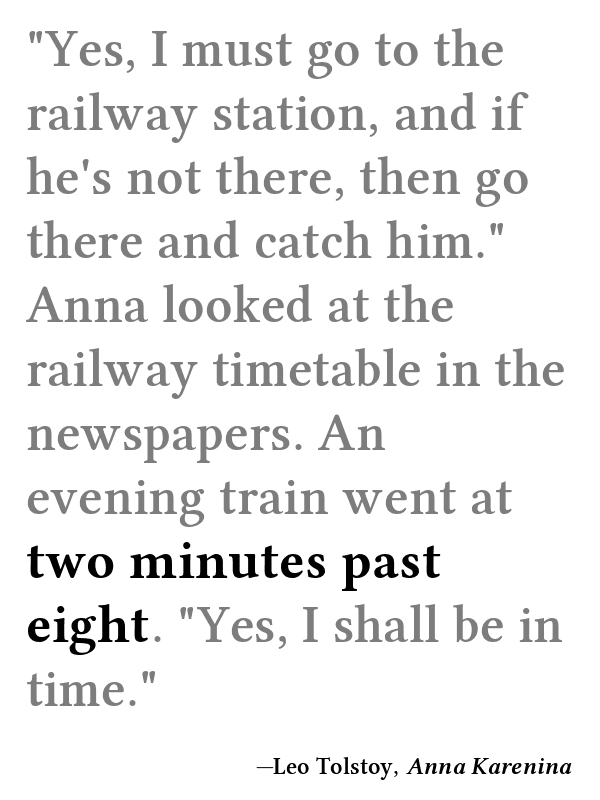 "Yes, I must go to the
railway station, and if
he's not there, then go
there and catch him."
Anna looked at the
railway timetable in the
newspapers. An
evening train went at
two minutes past
eight. "Yes, I shall be in
time."
—Leo Tolstoy, Anna Karenina